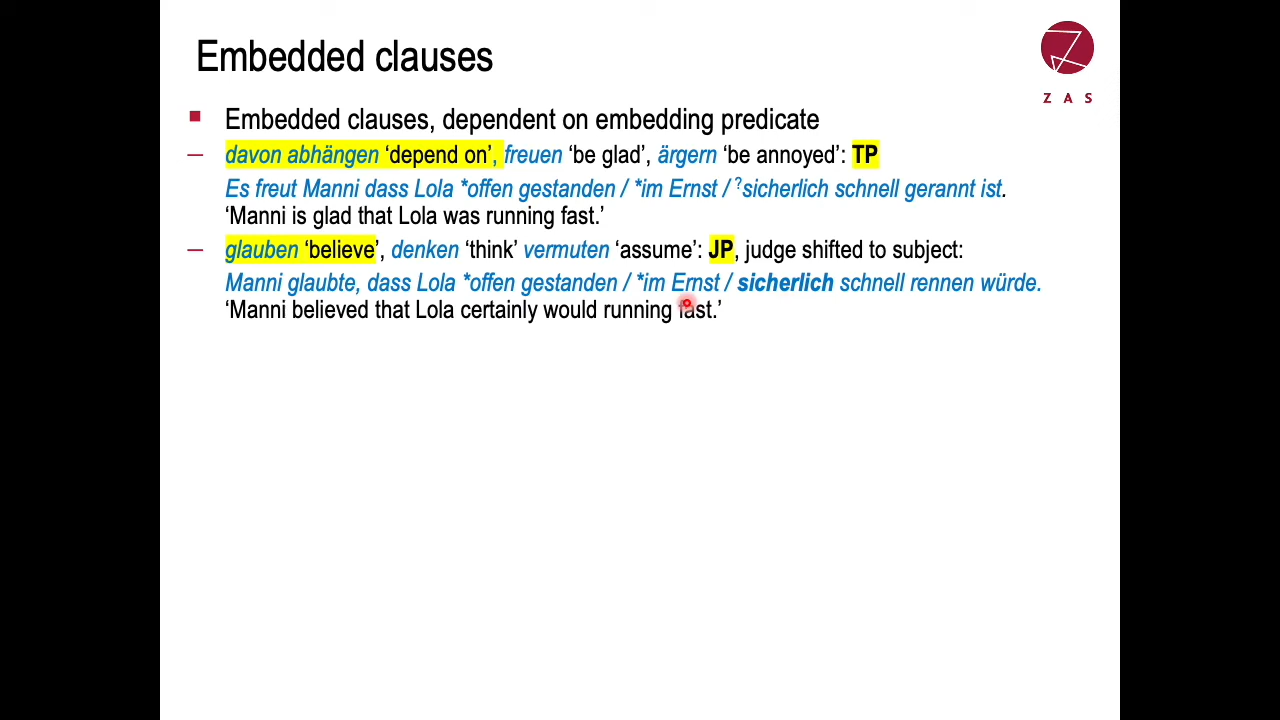 Embedded clauses
Z A S
Embedded clauses, dependent on embedding predicate
– davon abhängen ‘depend on’, freuen ‘be glad’, ärgern ‘be annoyed’: TP
Es freut Manni dass Lola *offen gestanden / *im Ernst / ?sicherlich schnell gerannt ist.
‘Manni is glad that Lola was running fast.’
– glauben ‘believe’, denken ‘think’ vermuten ‘assume’: JP, judge shifted to subject:
Manni glaubte, dass Lola *offen gestanden / *im Ernst / sicherlich schnell rennen würde.
‘Manni believed that Lola certainly would running fast.’